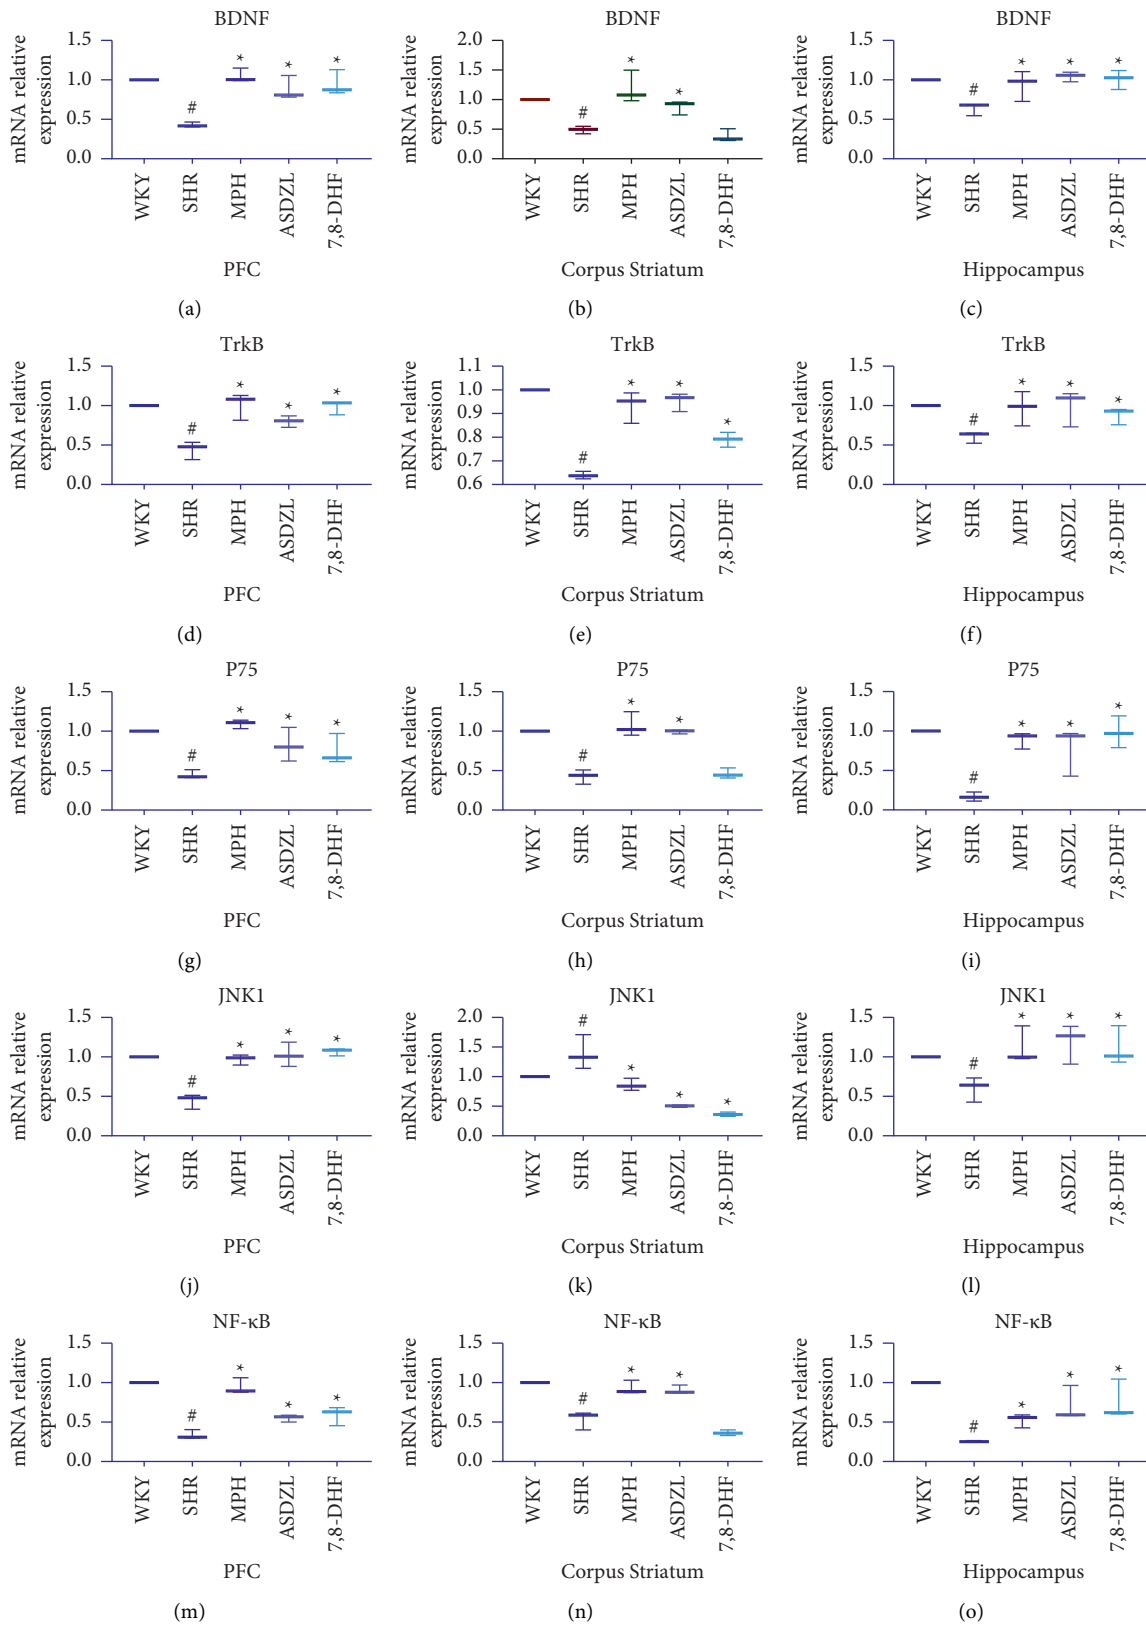 BDNF
mRNA relative
expression
1.5
1.0
0.5
0.0
*
*
*
#
WKY
SHR
MPH
ASDZL
7,8-DHF
PFC
(a)
BDNF
mRNA relative
expression
2.0
1.5
1.0
0.5
0.0
*
*
#
WKY
SHR
MPH
ASDZL
7,8-DHF
Corpus Striatum
(b)
BDNF
mRNA relative
expression
1.5
1.0
0.5
0.0
*
*
*
#
WKY
SHR
MPH
ASDZL
7,8-DHF
Hippocampus
(c)
TrkB
mRNA relative
expression
1.5
1.0
0.5
0.0
#
*
*
*
WKY
SHR
MPH
ASDZL
7,8-DHF
PFC
(d)
TrkB
mRNA relative
expression
1.1
1.0
0.9
0.8
0.7
0.6
#
*
*
*
WKY
SHR
MPH
ASDZL
7,8-DHF
Corpus Striatum
(e)
TrkB
mRNA relative
expression
1.5
1.0
0.5
0.0
#
*
*
*
WKY
SHR
MPH
ASDZL
7,8-DHF
Hippocampus
(f)
P75
mRNA relative
expression
1.5
1.0
0.5
0.0
#
*
*
*
WKY
SHR
MPH
ASDZL
7,8-DHF
PFC
(g)
P75
mRNA relative
expression
1.5
1.0
0.5
0.0
#
*
*
WKY
SHR
MPH
ASDZL
7,8-DHF
Corpus Striatum
(h)
P75
mRNA relative
expression
1.5
1.0
0.5
0.0
#
*
*
*
WKY
SHR
MPH
ASDZL
7,8-DHF
Hippocampus
(i)
JNK1
mRNA relative
expression
1.5
1.0
0.5
0.0
#
*
*
*
WKY
SHR
MPH
ASDZL
7,8-DHF
PFC
(j)
JNK1
mRNA relative
expression
2.0
1.5
1.0
0.5
0.0
#
*
*
*
WKY
SHR
MPH
ASDZL
7,8-DHF
Corpus Striatum
(k)
JNK1
mRNA relative
expression
1.5
1.0
0.5
0.0
#
*
*
*
WKY
SHR
MPH
ASDZL
7,8-DHF
Hippocampus
(l)
NF-κB
mRNA relative
expression
1.5
1.0
0.5
0.0
#
*
*
*
WKY
SHR
MPH
ASDZL
7,8-DHF
PFC
(m)
NF-κB
mRNA relative
expression
1.5
1.0
0.5
0.0
#
*
*
WKY
SHR
MPH
ASDZL
7,8-DHF
Corpus Striatum
(n)
NF-κB
mRNA relative
expression
1.5
1.0
0.5
0.0
#
*
*
*
WKY
SHR
MPH
ASDZL
7,8-DHF
Hippocampus
(o)